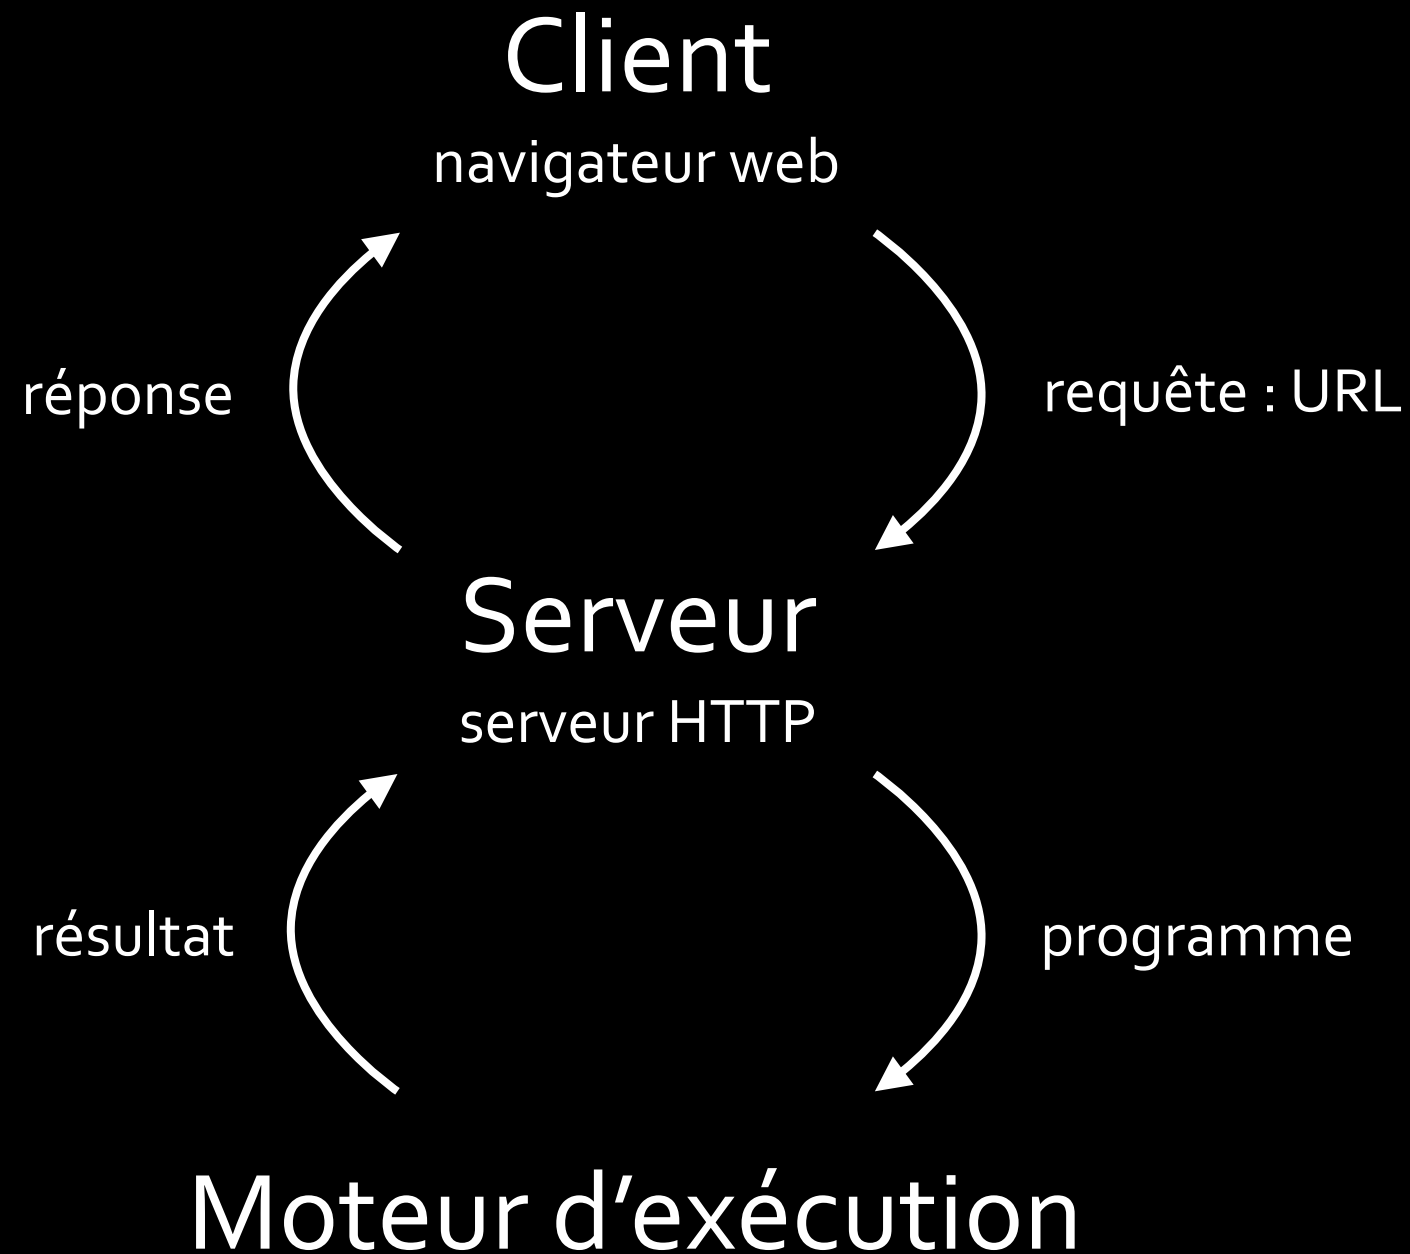 Client
navigateur web
réponse
requête : URL
Serveur
serveur HTTP
résultat
programme
Moteur d’exécution